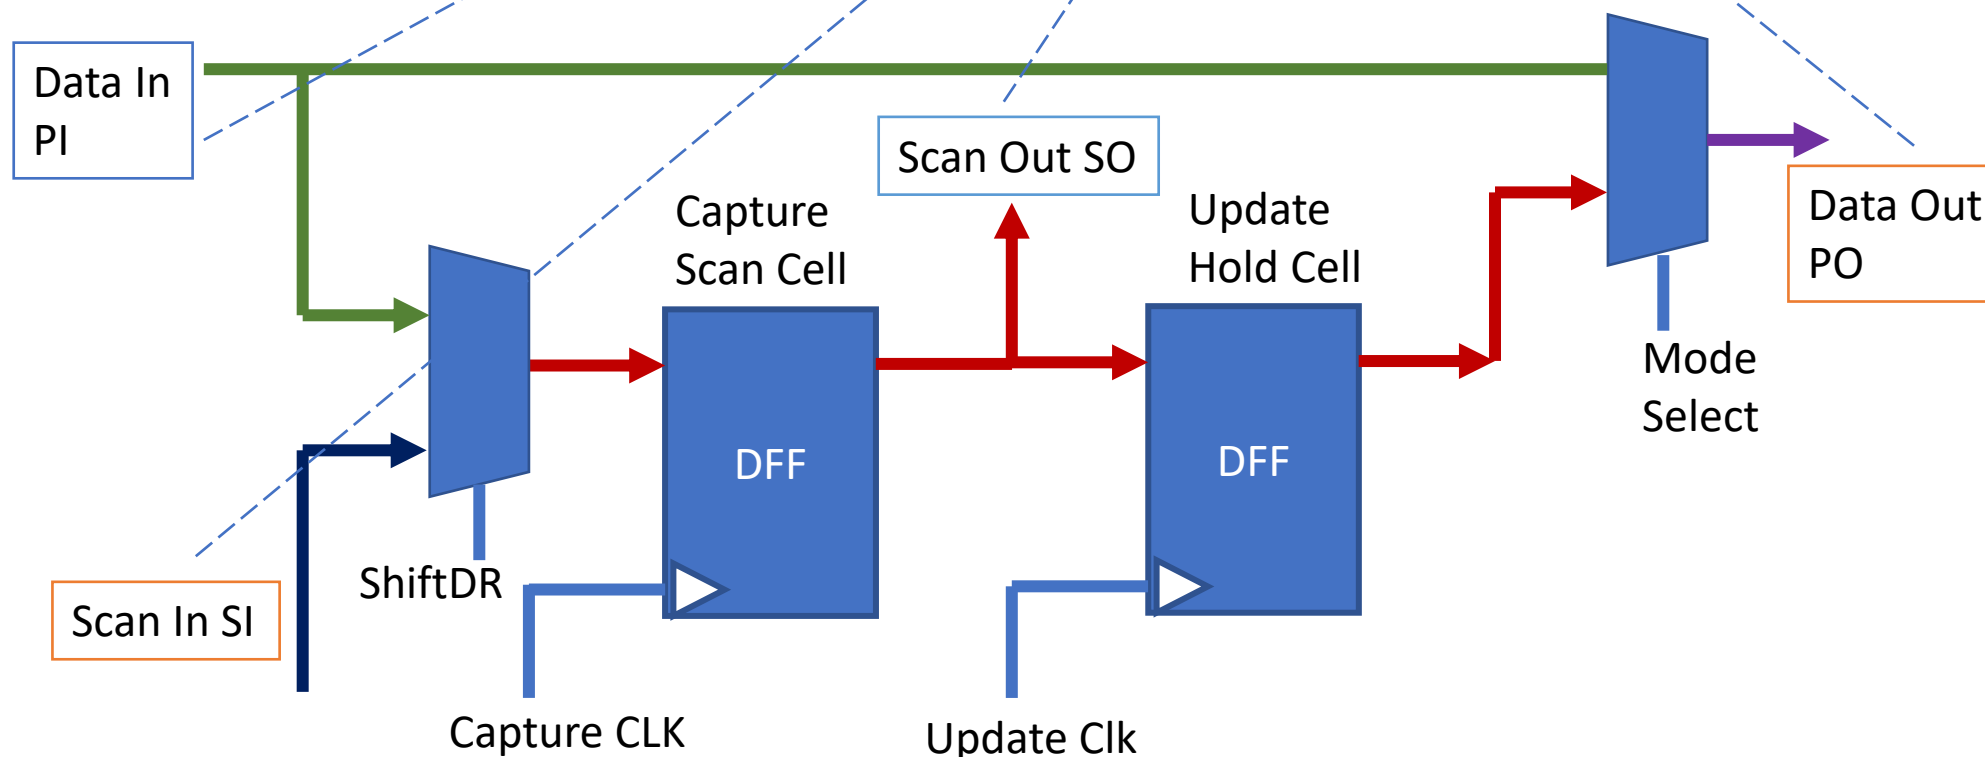 Data In
PI
Scan Out SO
Capture
Scan Cell
Update
Hold Cell
Data Out
PO
Mode
Select
DFF
DFF
ShiftDR
Scan In SI
Capture CLK
Update Clk